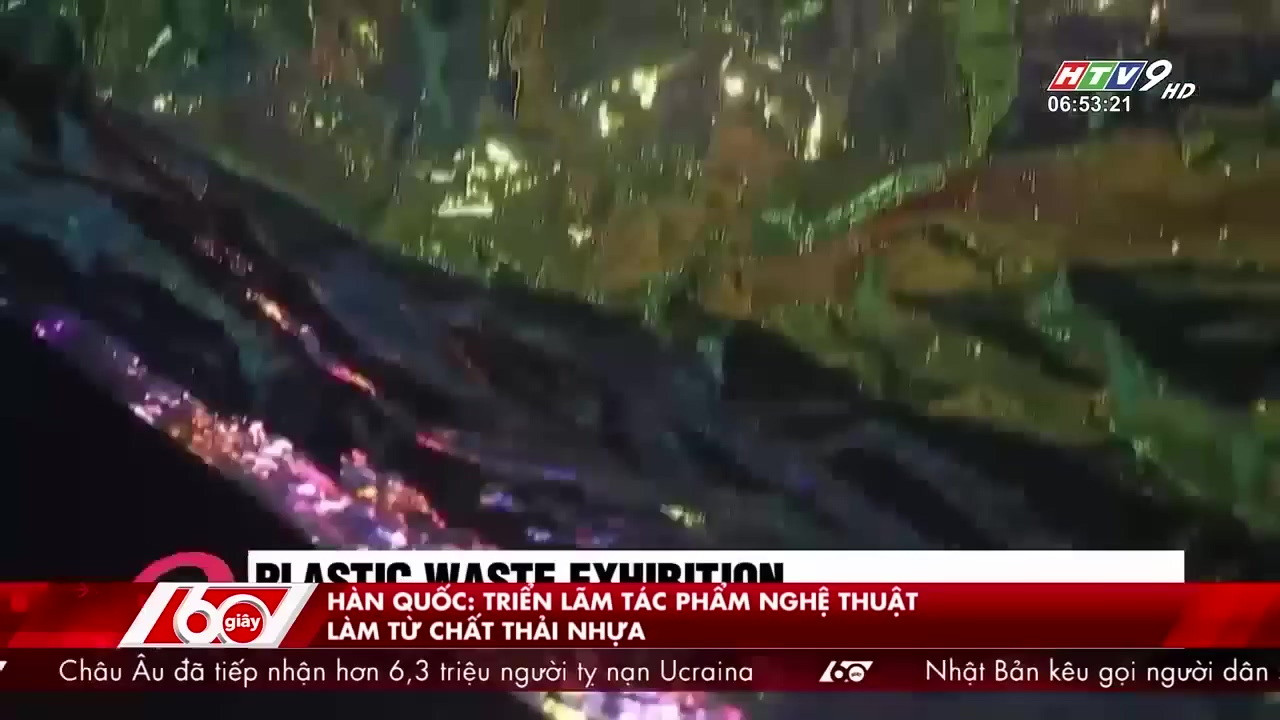 HTV9 HD
06:53:21
PLASTIC WASTE EXHIBITION
60 giây
HÀN QUỐC: TRIỂN LÃM TÁC PHẨM NGHỆ THUẬT
LÀM TỪ CHẤT THẢI NHỰA
Châu Âu đã tiếp nhận hơn 6,3 triệu người tỵ nạn Ucraina 60 giây Nhật Bản kêu gọi người dân